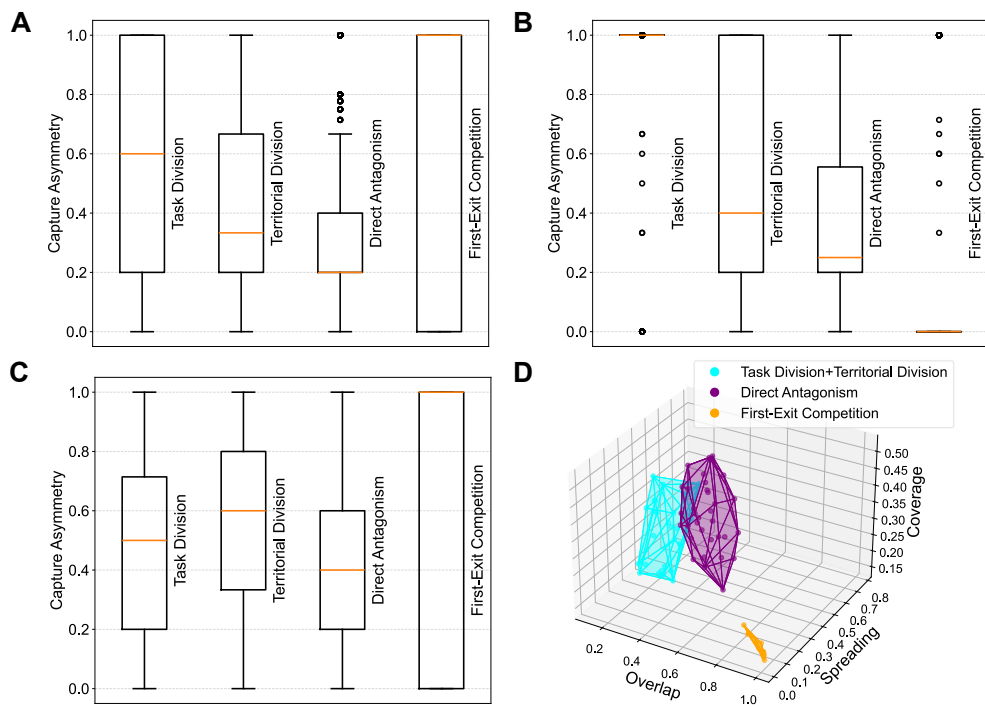 A
Capture Asymmetry
1.0
0.8
0.6
0.4
0.2
0.0
Task Division
Territorial Division
Direct Antagonism
First-Exit Competition
B
Capture Asymmetry
1.0
0.8
0.6
0.4
0.2
0.0
Task Division
Territorial Division
Direct Antagonism
First-Exit Competition
C
Capture Asymmetry
1.0
0.8
0.6
0.4
0.2
0.0
Task Division
Territorial Division
Direct Antagonism
First-Exit Competition
D
Task Division+Territorial Division
Direct Antagonism
First-Exit Competition
0.50
0.45
0.40
0.35
0.30
0.25
0.20
0.15
Coverage
0.8
0.7
0.6
0.5
0.4
0.3
0.2
0.1
0.0
Spreading
0.2
0.4
0.6
0.8
1.0
Overlap